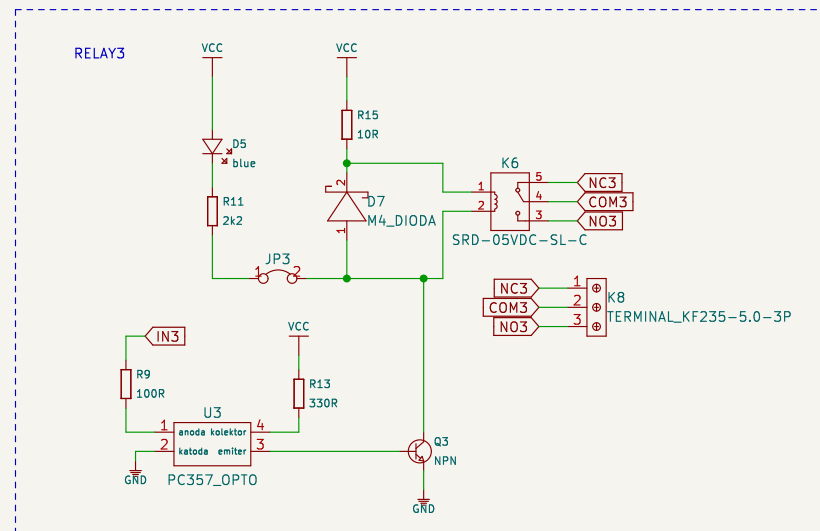 RELAY3
VCC
VCC
D5
blue
R15
10R
R11
2k2
2
D7
M4_DIODA
1
K6
1
2
5
4
3
NC3
COM3
NO3
SRD-05VDC-SL-C
JP3
1
2
NC3
COM3
NO3
1
2
3
K8
TERMINAL_KF235-5.0-3P
IN3
VCC
R9
100R
R13
330R
U3
1
2
anoda kolektor
katoda emiter
4
3
PC357_OPTO
GND
Q3
NPN
GND